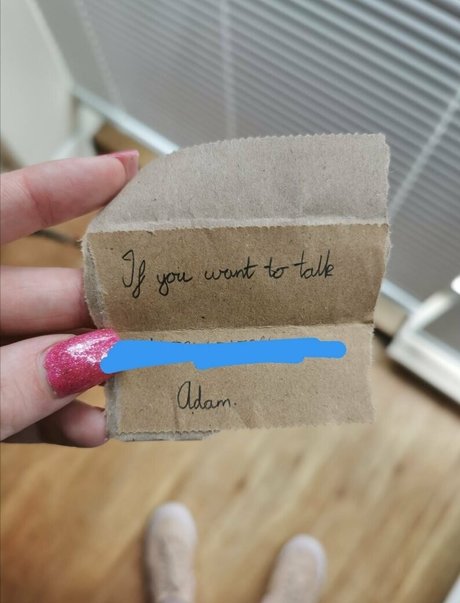 If you want to talk
Adam.